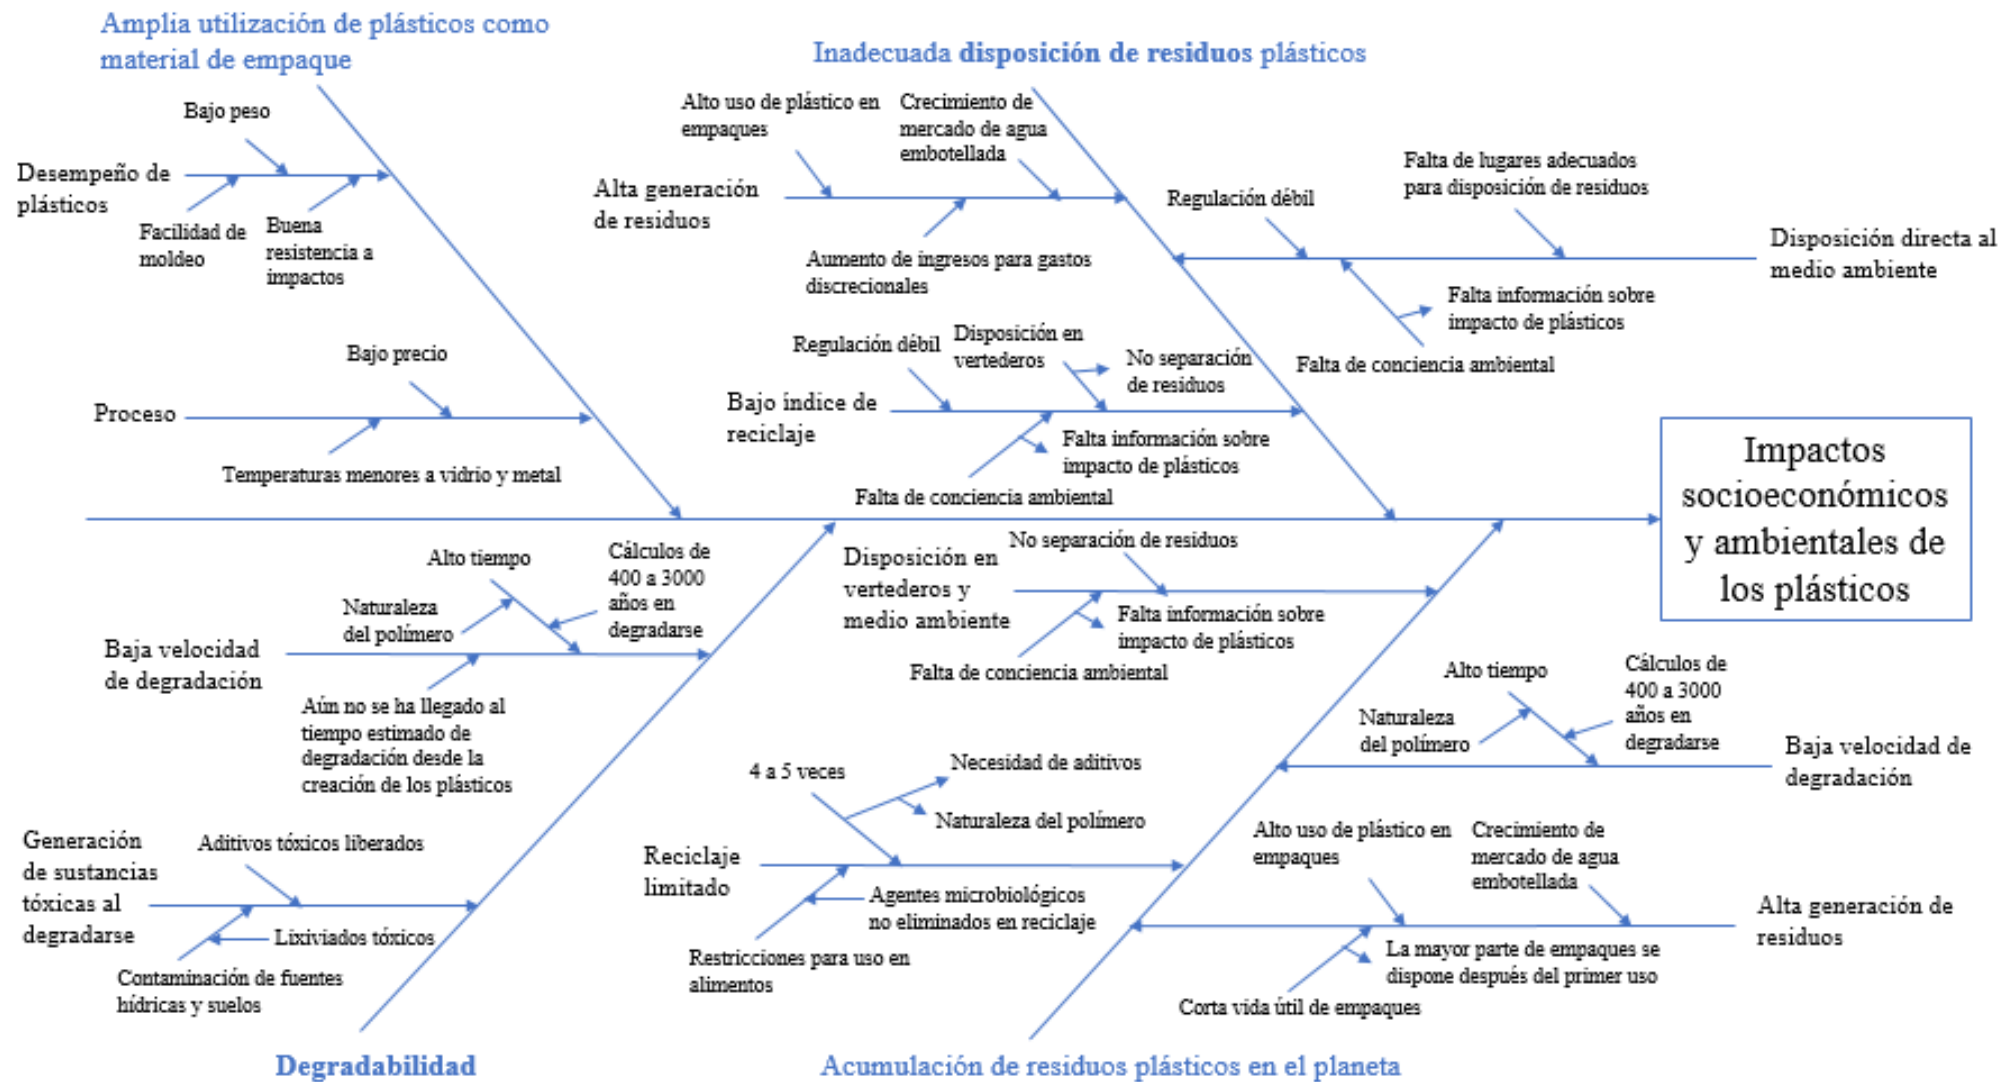 Amplia utilización de plásticos como
material de empaque
Bajo peso
Desempeño de
plásticos
Facilidad de
moldeo
Buena
resistencia a
impactos
Bajo precio
Proceso
Temperaturas menores a vidrio y metal
Inadecuada disposición de residuos plásticos
Alto uso de plástico en
empaques
Crecimiento de
mercado de agua
embotellada
Alta generación
de residuos
Aumento de ingresos para gastos
discrecionales
Falta de lugares adecuados
para disposición de residuos
Regulación débil
Disposición directa al
medio ambiente
Falta información sobre
impacto de plásticos
Falta de conciencia ambiental
Regulación débil
Disposición en
vertederos
No separación
de residuos
Bajo índice de
reciclaje
Falta información sobre
impacto de plásticos
Falta de conciencia ambiental
Impactos
socioeconómicos
y ambientales de
los plásticos
Alto tiempo
Cálculos de
400 a 3000
años en
degradarse
Naturaleza
del polímero
Baja velocidad
de degradación
Aún no se ha llegado al
tiempo estimado de
degradación desde la
creación de los plásticos
Generación
de sustancias
tóxicas al
degradarse
Aditivos tóxicos liberados
Lixiviados tóxicos
Contaminación de fuentes
hídricas y suelos
Degradabilidad
No separación de residuos
Disposición en
vertederos y
medio ambiente
Falta información sobre
impacto de plásticos
Falta de conciencia ambiental
Alto tiempo
Cálculos de
400 a 3000
años en
degradarse
Naturaleza
del polímero
Baja velocidad de
degradación
4 a 5 veces
Necesidad de aditivos
Naturaleza del polímero
Reciclaje
limitado
Agentes microbiológicos
no eliminados en reciclaje
Restricciones para uso en
alimentos
Alto uso de plástico en
empaques
Crecimiento de
mercado de agua
embotellada
Alta generación de
residuos
La mayor parte de empaques se
dispone después del primer uso
Corta vida útil de empaques
Acumulación de residuos plásticos en el planeta